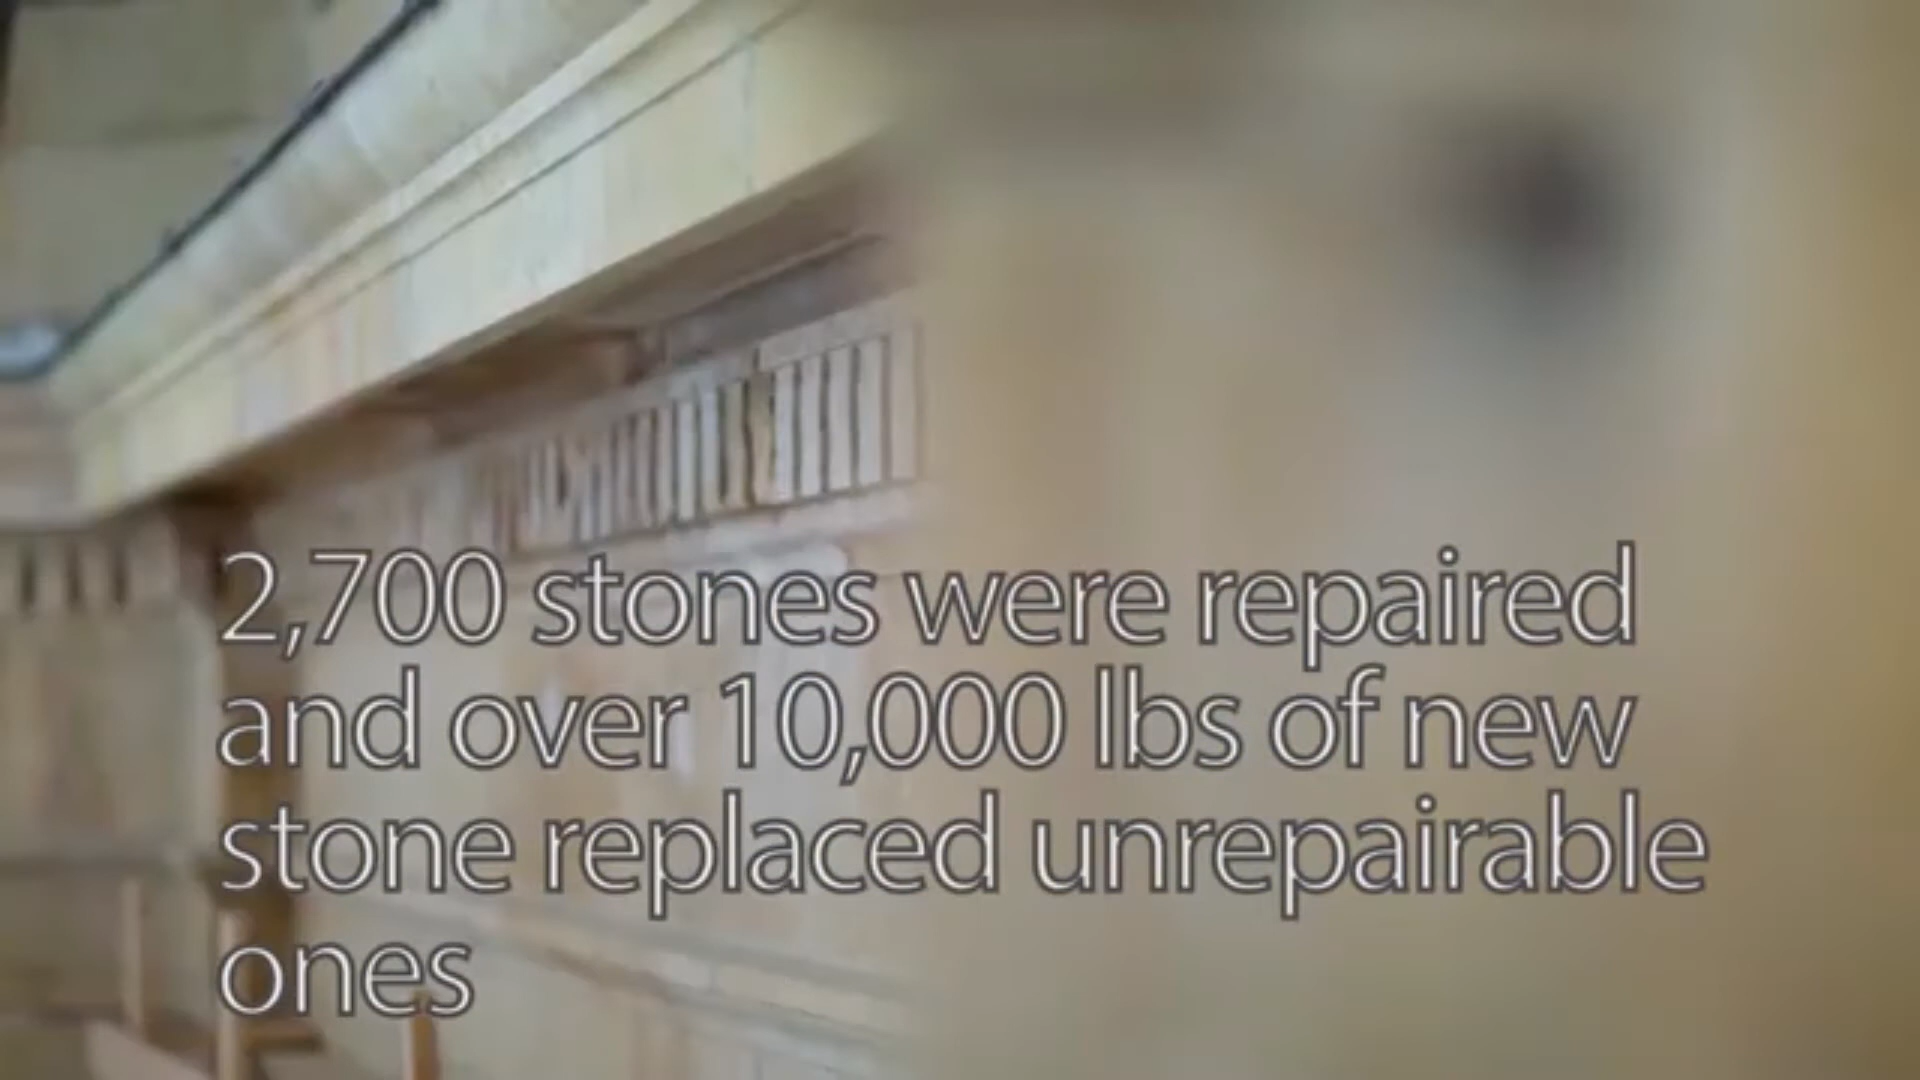 2,700 stones were repaired
and over 10,000 lbs of new
stone replaced unrepairable
ones